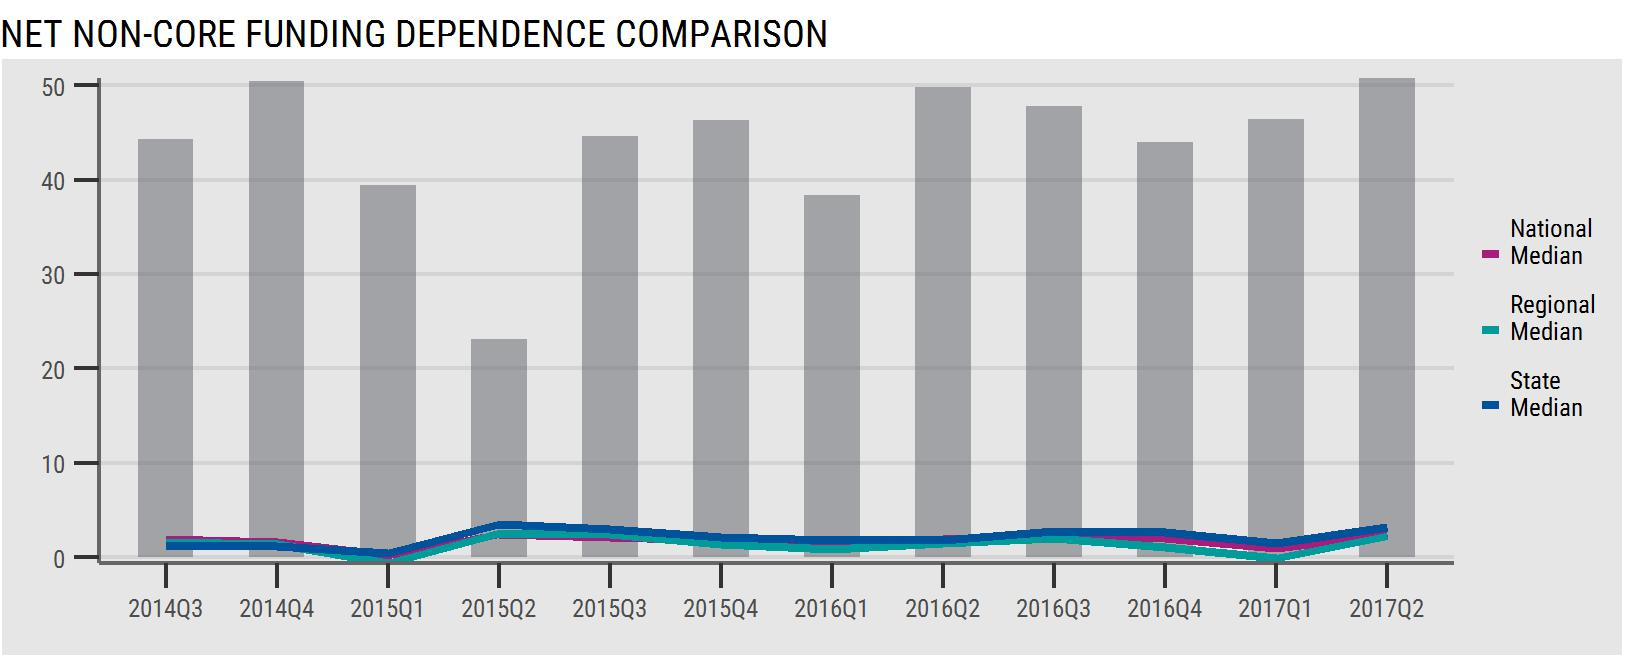 NET NON-CORE FUNDING DEPENDENCE COMPARISON
50
40
30
20
10
0
2014Q3 2014Q4 2015Q1 2015Q2 2015Q3 2015Q4 2016Q1 2016Q2 2016Q3 2016Q4 2017Q1 2017Q2
National
Median
Regional
Median
State
Median